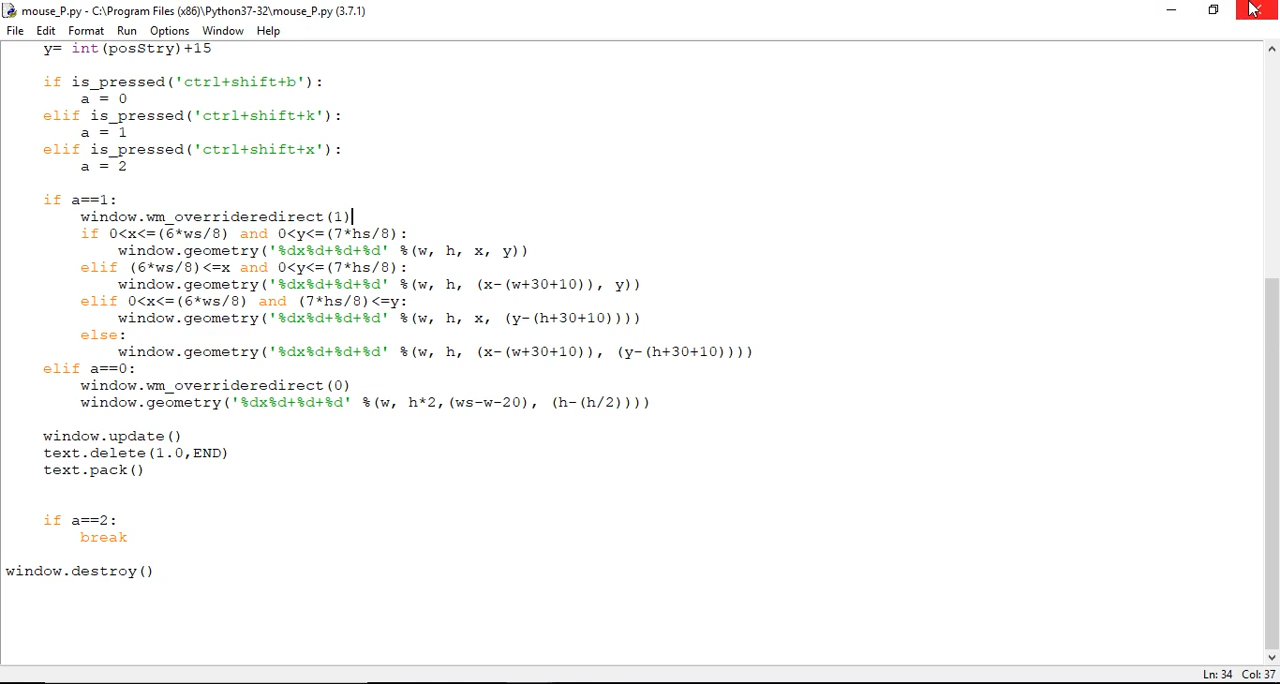 mouse_P.py - C:\Program Files (x86)\Python37-32\mouse_P.py (3.7.1)
File Edit Format Run Options Window Help
    y= int(posStry)+15

    if is_pressed('ctrl+shift+b'):
        a = 0
    elif is_pressed('ctrl+shift+k'):
        a = 1
    elif is_pressed('ctrl+shift+x'):
        a = 2

    if a==1:
        window.wm_overrideredirect(1)
        if 0<x<=(6*ws/8) and 0<y<=(7*hs/8):
            window.geometry('%dx%d+%d+%d' %(w, h, x, y))
        elif (6*ws/8)<=x and 0<y<=(7*hs/8):
            window.geometry('%dx%d+%d+%d' %(w, h, (x-(w+30+10)), y))
        elif 0<x<=(6*ws/8) and (7*hs/8)<=y:
            window.geometry('%dx%d+%d+%d' %(w, h, x, (y-(h+30+10))))
        else:
            window.geometry('%dx%d+%d+%d' %(w, h, (x-(w+30+10)), (y-(h+30+10))))
    elif a==0:
        window.wm_overrideredirect(0)
        window.geometry('%dx%d+%d+%d' %(w, h*2,(ws-w-20), (h-(h/2))))

    window.update()
    text.delete(1.0,END)
    text.pack()


    if a==2:
        break

window.destroy()
Ln: 34 Col: 37